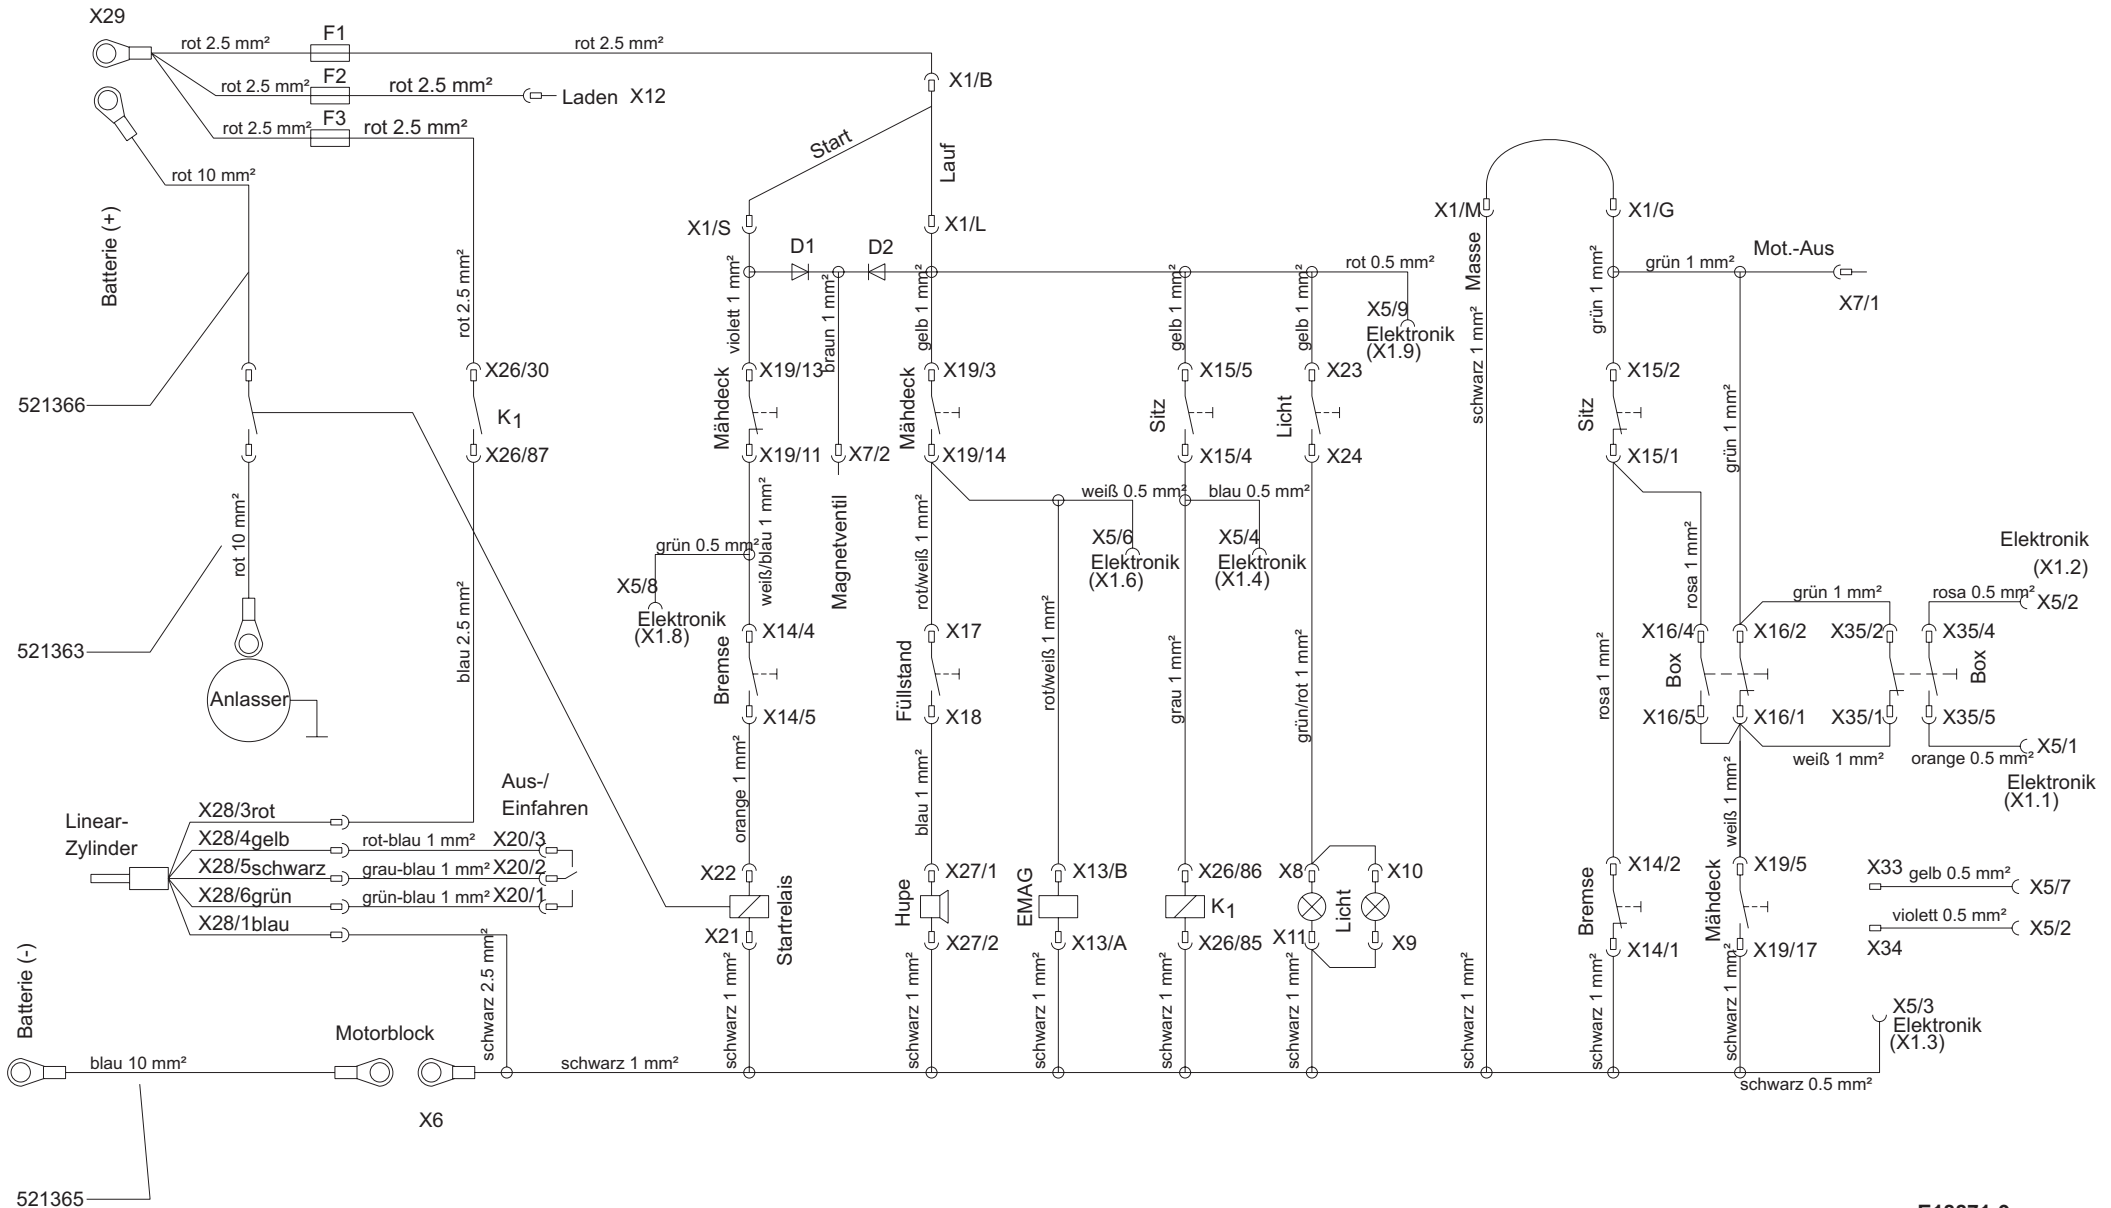 X29
rot 2.5 mm²
F1
rot 2.5 mm²
X1/B
rot 2.5 mm²
F2
rot 2.5 mm²
Laden X12
rot 2.5 mm²
F3
rot 2.5 mm²
Start
Lauf
rot 10 mm²
Batterie (+)
X1/S
X1/L
X1/M
X1/G
D1
D2
rot 0.5 mm²
Masse
grün 1 mm²
Mot.-Aus
X7/1
rot 2.5 mm²
violett 1 mm²
braun 1 mm²
gelb 1 mm²
gelb 1 mm²
gelb 1 mm²
X5/9
Elektronik
(X1.9)
schwarz 1 mm²
grün 1 mm²
521366
X26/30
K1
X26/87
X19/13
Mähdeck
X19/11
X7/2
Magnetventil
X19/3
Mähdeck
X19/14
X15/5
Sitz
X15/4
X23
Licht
X24
X15/2
Sitz
X15/1
grün 1 mm²
rot 10 mm²
grün 0.5 mm²
weiß/blau 1 mm²
rot/weiß 1 mm²
weiß 0.5 mm²
blau 0.5 mm²
X5/8
Elektronik
(X1.8)
X5/6
Elektronik
(X1.6)
X5/4
Elektronik
(X1.4)
rosa 1 mm²
Elektronik
(X1.2)
grün 1 mm²
rosa 0.5 mm²
X5/2
521363
Anlasser
blau 2.5 mm²
X14/4
Bremse
X14/5
X17
Füllstand
X18
rot/weiß 1 mm²
grau 1 mm²
grün/rot 1 mm²
rosa 1 mm²
X16/4
X16/2
X35/2
X35/4
Box
Box
X16/5
X16/1
X35/1
X35/5
weiß 1 mm²
orange 0.5 mm²
X5/1
Elektronik
(X1.1)
orange 1 mm²
blau 1 mm²
weiß 1 mm²
Aus-/
Einfahren
Linear-
Zylinder
X28/3rot
X28/4gelb
rot-blau 1 mm²
X20/3
X28/5schwarz
grau-blau 1 mm²
X20/2
X28/6grün
grün-blau 1 mm²
X20/1
X28/1blau
X22
Startrelais
X21
X27/1
Hupe
X27/2
X13/B
EMAG
X13/A
X26/86
K1
X26/85
X8
X10
Licht
X11
X9
X14/2
Bremse
X14/1
X19/5
Mähdeck
X19/17
X33
gelb 0.5 mm²
X5/7
violett 0.5 mm²
X5/2
X34
Batterie (-)
schwarz 2.5 mm²
schwarz 1 mm²
schwarz 1 mm²
schwarz 1 mm²
schwarz 1 mm²
schwarz 1 mm²
schwarz 1 mm²
schwarz 1 mm²
schwarz 1 mm²
X5/3
Elektronik
(X1.3)
Motorblock
blau 10 mm²
schwarz 1 mm²
schwarz 0.5 mm²
X6
521365